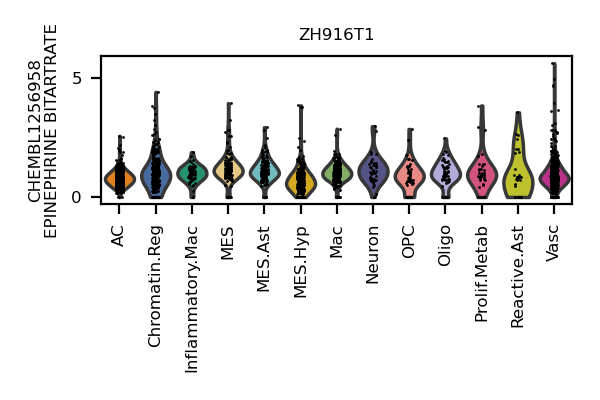 ZH916T1
CHEMBL1256958
EPINEPHRINE BITARTRATE
5
0
AC
Chromatin.Reg
Inflammatory.Mac
MES
MES.Ast
MES.Hyp
Mac
Neuron
OPC
Oligo
Prolif.Metab
Reactive.Ast
Vasc